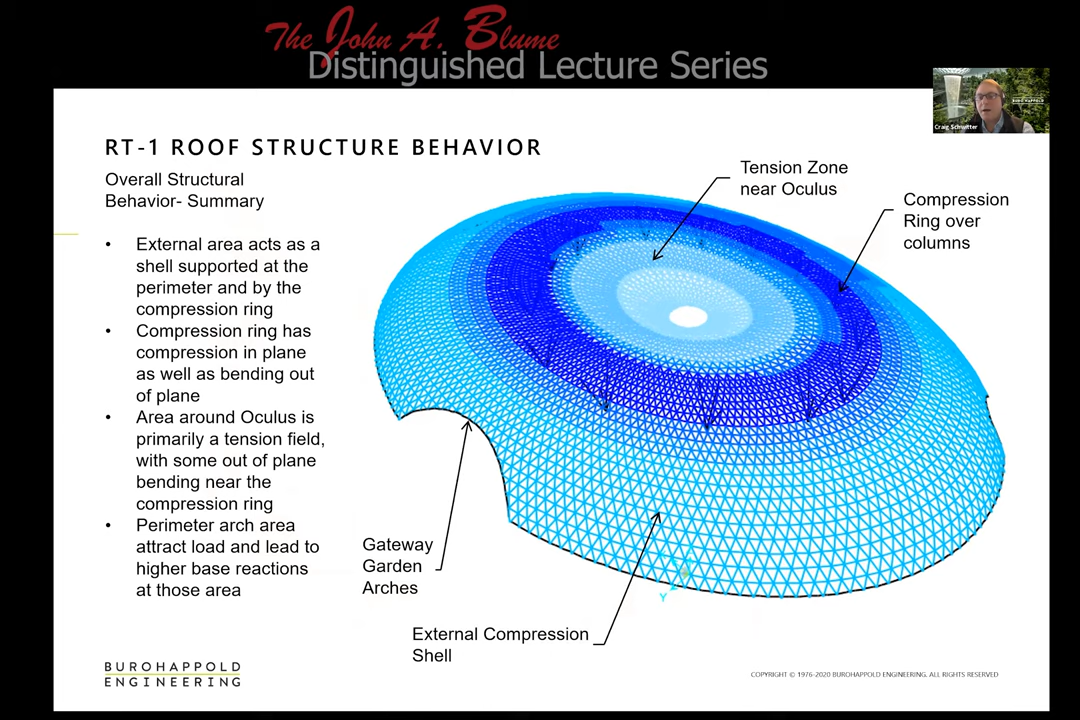 The John A. Blume
Distinguished Lecture Series
BURO HAPPOLD
Craig Schwitter
RT-1 ROOF STRUCTURE BEHAVIOR
Overall Structural
Behavior- Summary
• External area acts as a
shell supported at the
perimeter and by the
compression ring
• Compression ring has
compression in plane
as well as bending out
of plane
• Area around Oculus is
primarily a tension field,
with some out of plane
bending near the
compression ring
• Perimeter arch area
attract load and lead to
higher base reactions
at those area
Tension Zone
near Oculus
Compression
Ring over
columns
Gateway
Garden
Arches
External Compression
Shell
Y
BUROHAPPOLD
ENGINEERING
COPYRIGHT © 1976-2020 BUROHAPPOLD ENGINEERING. ALL RIGHTS RESERVED